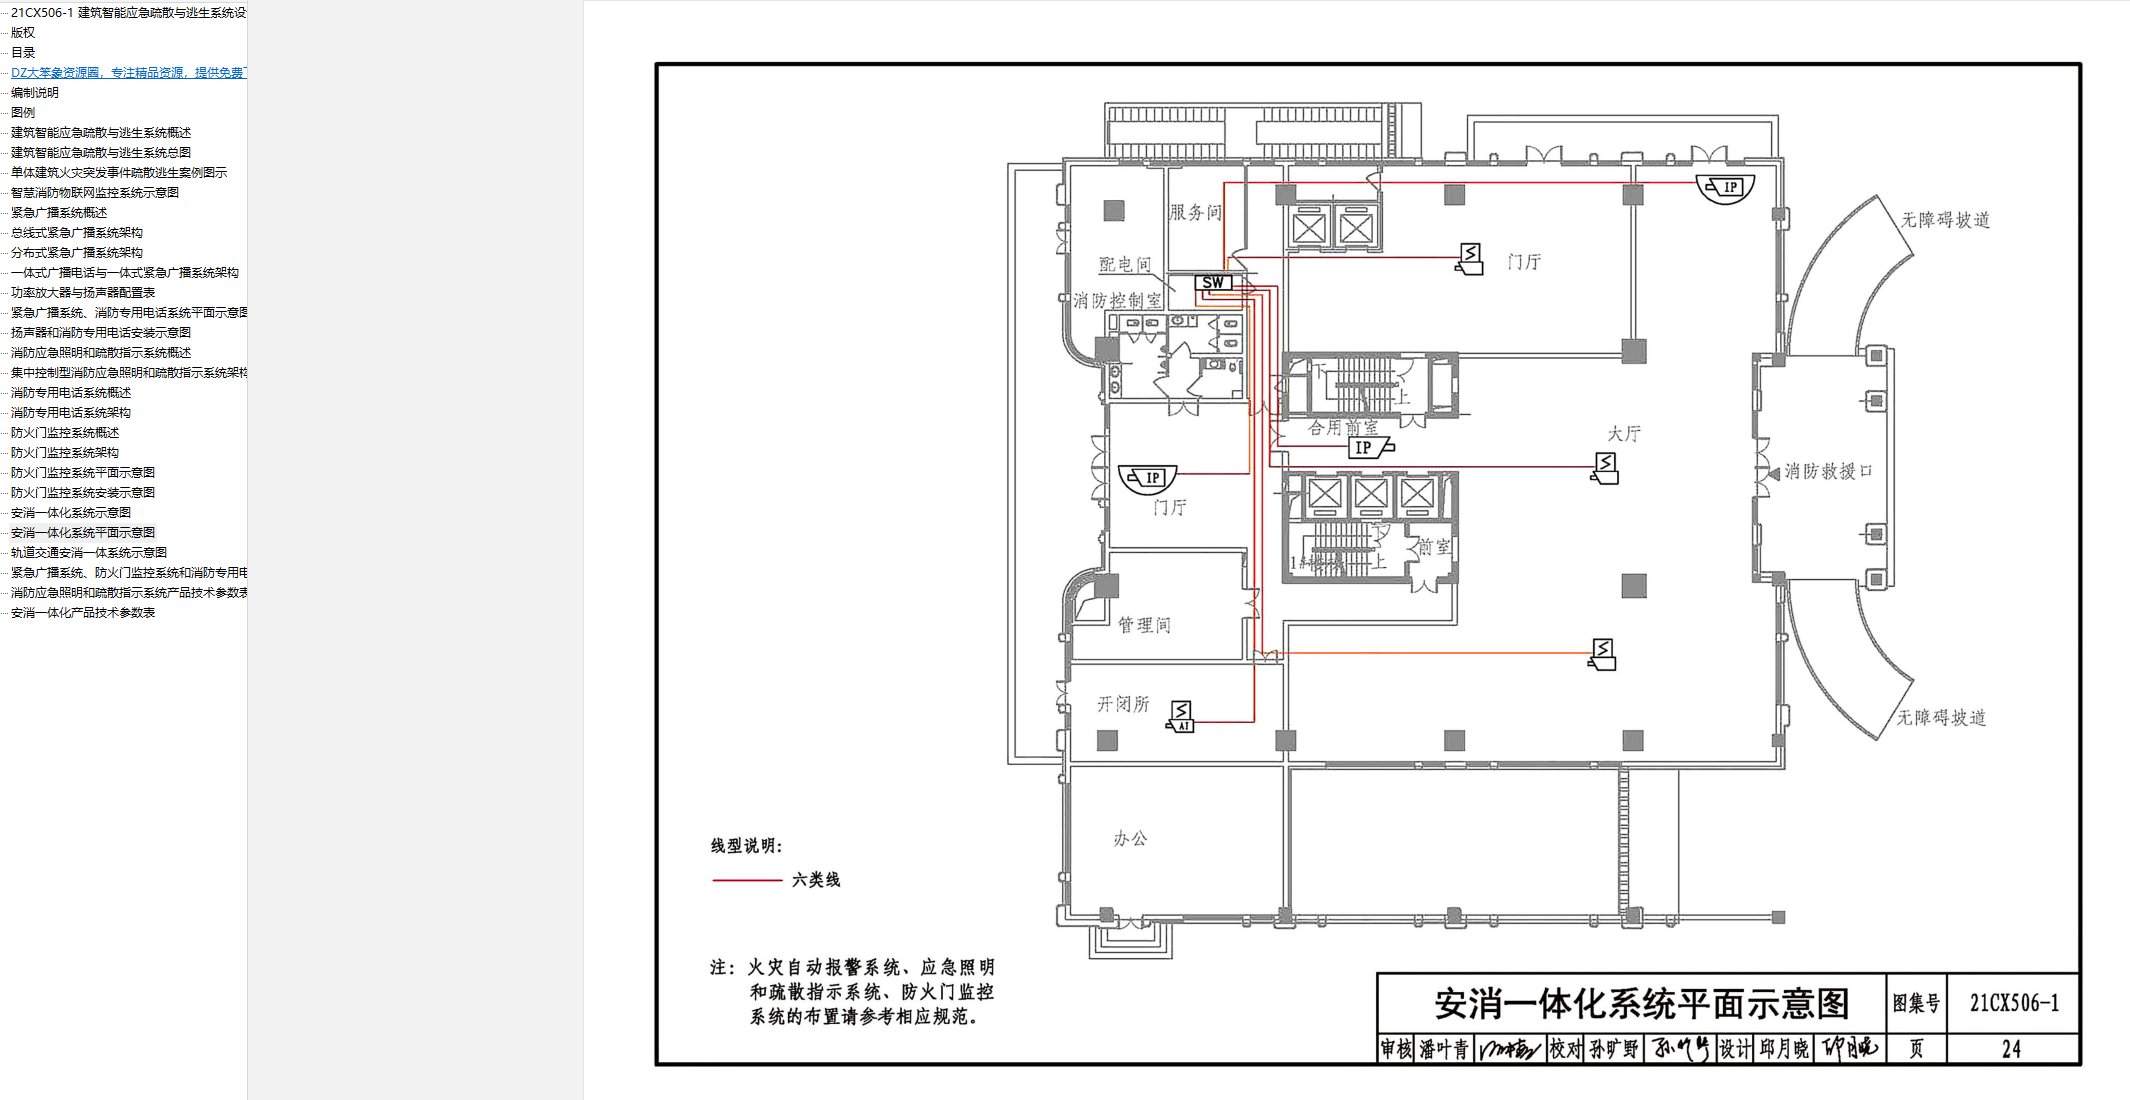 21CX506-1 建筑智能应急疏散与逃生系统设
版权
目录
DZ大笨象资源圈，专注精品资源，提供免费下
编制说明
图例
建筑智能应急疏散与逃生系统概述
建筑智能应急疏散与逃生系统总图
单体建筑火灾突发事件疏散逃生案例图示
智慧消防物联网监控系统示意图
紧急广播系统概述
总线式紧急广播系统架构
分布式紧急广播系统架构
一体式广播电话与一体式紧急广播系统架构
功率放大器与扬声器配置表
紧急广播系统、消防专用电话系统平面示意图
扬声器和消防专用电话安装示意图
消防应急照明和疏散指示系统概述
集中控制型消防应急照明和疏散指示系统架构
消防专用电话系统概述
消防专用电话系统架构
防火门监控系统概述
防火门监控系统架构
防火门监控系统平面示意图
防火门监控系统安装示意图
安消一体化系统示意图
安消一体化系统平面示意图
轨道交通安消一体系统示意图
紧急广播系统、防火门监控系统和消防专用电
消防应急照明和疏散指示系统产品技术参数表
安消一体化产品技术参数表
IP
服务间
无障碍坡道
门厅
配电间
SW
消防控制室
下
上
合用前室
大厅
IP
消防救援口
IP
门厅
下
前室
1#楼梯
上
管理间
开闭所
AI
无障碍坡道
办公
线型说明：
六类线
注：火灾自动报警系统、应急照明
和疏散指示系统、防火门监控
系统的布置请参考相应规范。
安消一体化系统平面示意图
图集号
21CX506-1
审核 潘叶青 校对 孙旷野 设计 邱月晓
页
24